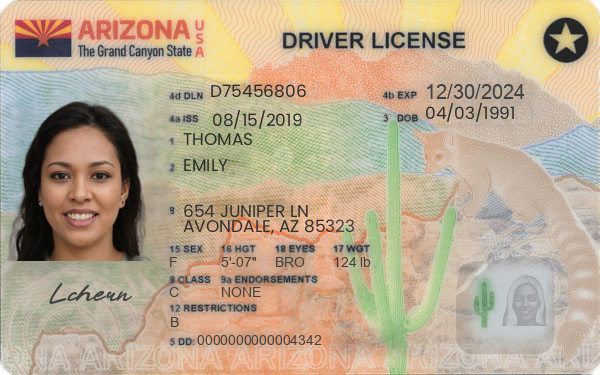 ARIZONA USA
The Grand Canyon State
DRIVER LICENSE
4d DLN D75456806 4b EXP 12/30/2024
4a ISS 08/15/2019 3 DOB 04/03/1991
1 THOMAS
2 EMILY
8 654 JUNIPER LN
AVONDALE, AZ 85323
15 SEX 16 HGT 18 EYES 17 WGT
F 5'-07" BRO 124 lb
9 CLASS 9a ENDORSEMENTS
C NONE
12 RESTRICTIONS
B
5 DD: 0000000000004342
ARIZONA ARIZONA ARIZONA ARIZONA